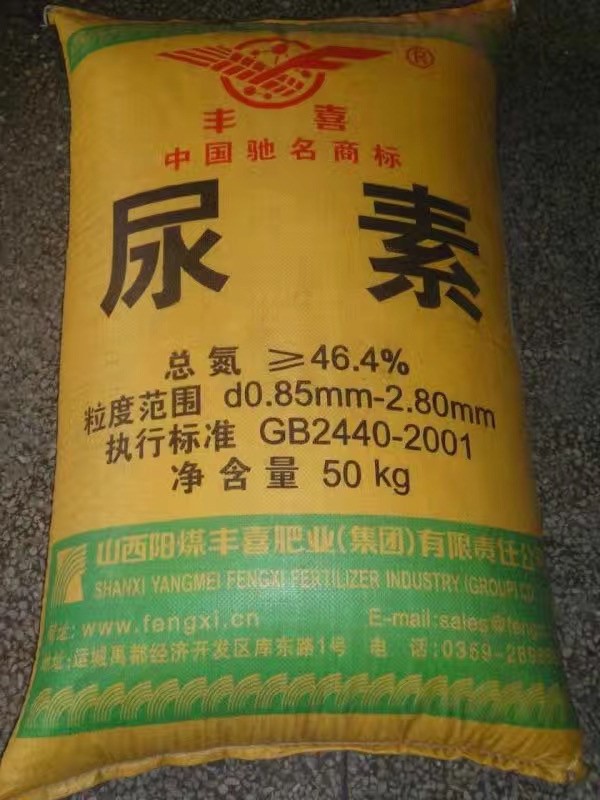 ®
丰喜
中国驰名商标
尿素
总氮 ≥46.4%
粒度范围 d0.85mm-2.80mm
执行标准 GB2440-2001
净含量 50 kg
山西阳煤丰喜肥业(集团)有限责任公
SHANXI YANGMEI FENGXI FERTILIZER INDUSTRY (GROUP) CO
网址: www.fengxi.cn E-mail:sales@feng
地址:运城禹都经济开发区库东路1号 电 话:0359-28